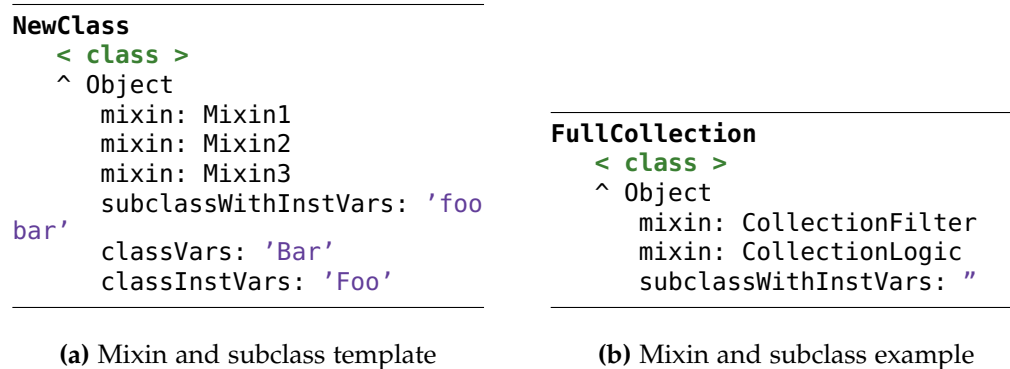 NewClass
< class >
^ Object
mixin: Mixin1
mixin: Mixin2
mixin: Mixin3
subclassWithInstVars: ’foo
bar’
classVars: ’Bar’
classInstVars: ’Foo’
(a) Mixin and subclass template
FullCollection
< class >
^ Object
mixin: CollectionFilter
mixin: CollectionLogic
subclassWithInstVars: ”
(b) Mixin and subclass example